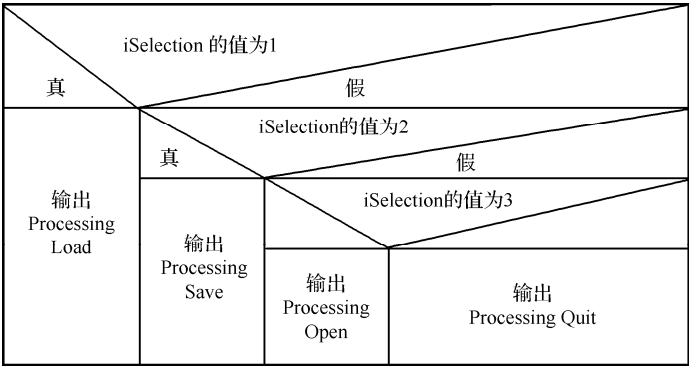 iSelection 的值为1
真
假
iSelection的值为2
真
假
iSelection的值为3
输出
Processing
Load
输出
Processing
Save
输出
Processing
Open
输出
Processing Quit